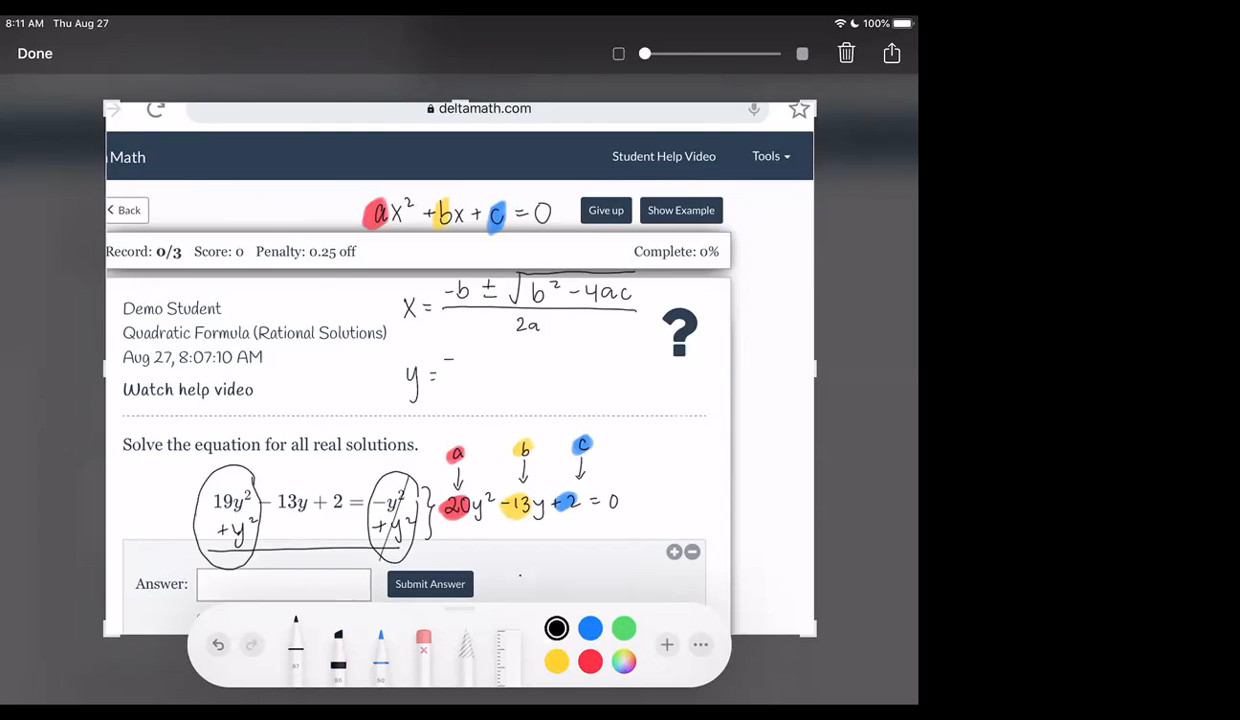 8:11 AM Thu Aug 27 100%
Done
deltamath.com
Math Student Help Video Tools
Back ax² + bx + c = 0 Give up Show Example
Record: 0/3 Score: 0 Penalty: 0.25 off Complete: 0%
x = (-b ± √(b² - 4ac)) / 2a
Demo Student
Quadratic Formula (Rational Solutions)
Aug 27, 8:07:10 AM
?
y = -
Watch help video
Solve the equation for all real solutions.
a b c
19y² - 13y + 2 = -y² } 20y² - 13y + 2 = 0
+y² +y²
Answer: Submit Answer
97 86 50